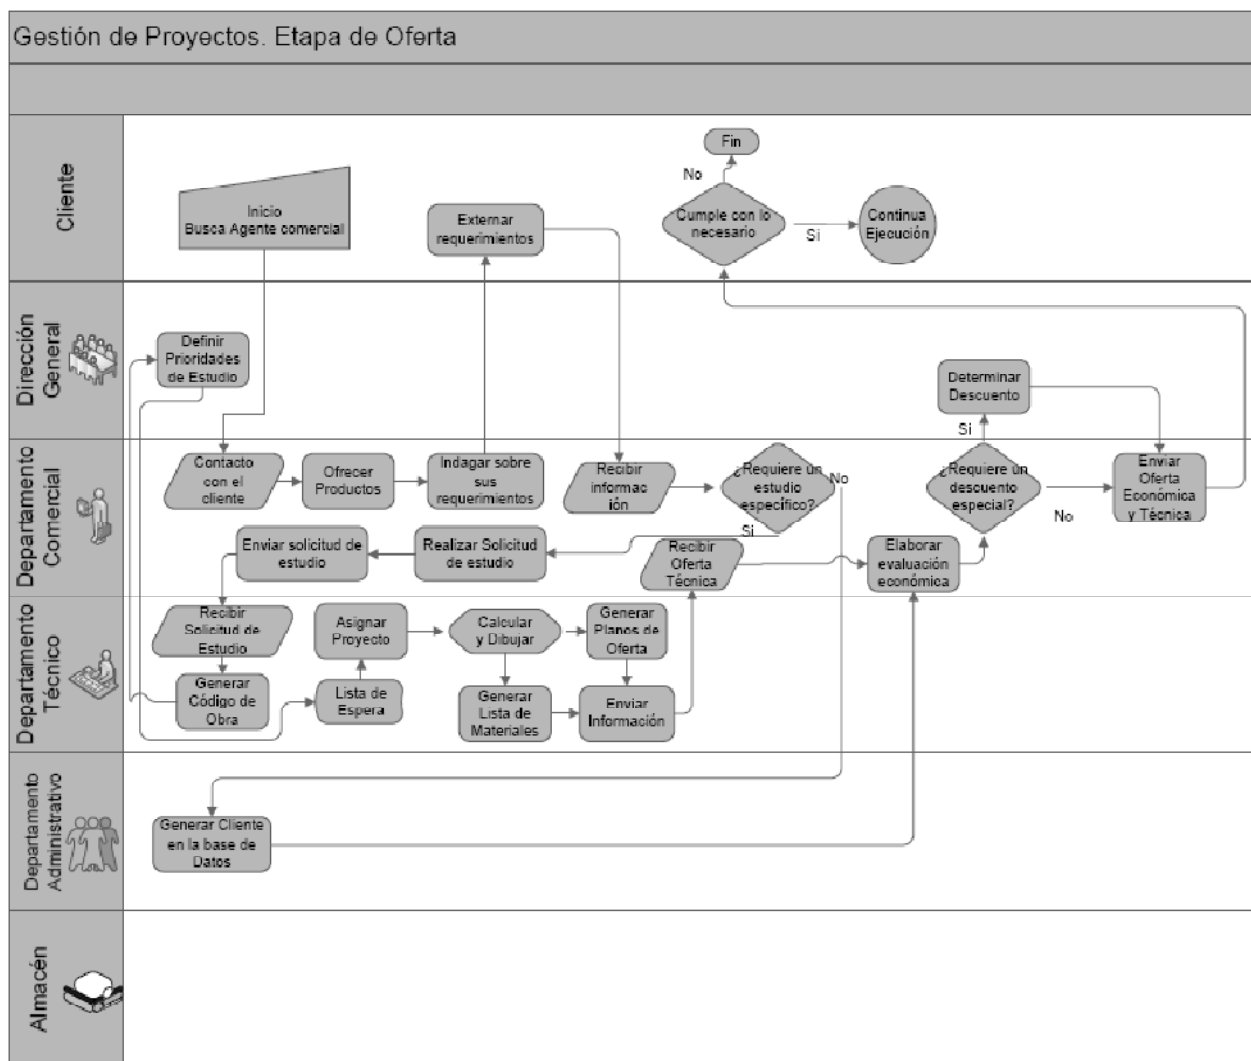 Gestión de Proyectos. Etapa de Oferta
Cliente
Inicio
Busca Agente comercial
Externar
requerimientos
Fin
No
Cumple con lo
necesario
Si
Continua
Ejecución
Dirección
General
Definir
Prioridades
de Estudio
Determinar
Descuento
Si
Departamento
Comercial
Contacto
con el
cliente
Ofrecer
Productos
Indagar sobre
sus
requerimientos
Recibir
informac
ión
¿Requiere un
estudio
específico?
No
Si
¿Requiere un
descuento
especial?
No
Enviar
Oferta
Económica
y Técnica
Enviar solicitud de
estudio
Realizar Solicitud
de estudio
Recibir
Oferta
Técnica
Elaborar
evaluación
económica
Departamento
Técnico
Recibir
Solicitud de
Estudio
Asignar
Proyecto
Calcular
y Dibujar
Generar
Planos de
Oferta
Generar
Código de
Obra
Lista de
Espera
Generar
Lista de
Materiales
Enviar
Información
Departamento
Administrativo
Generar Cliente
en la base de
Datos
Almacén